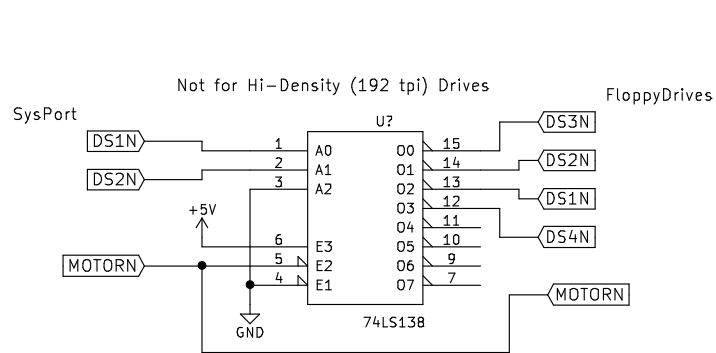 Not for Hi-Density (192 tpi) Drives
SysPort
FloppyDrives
U?
DS1N
1 A0
O0 15
DS3N
DS2N
2 A1
O1 14
DS2N
3 A2
O2 13
DS1N
O3 12
DS4N
O4 11
+5V
6 E3
O5 10
MOTORN
5 E2
O6 9
4 E1
O7 7
MOTORN
GND
74LS138